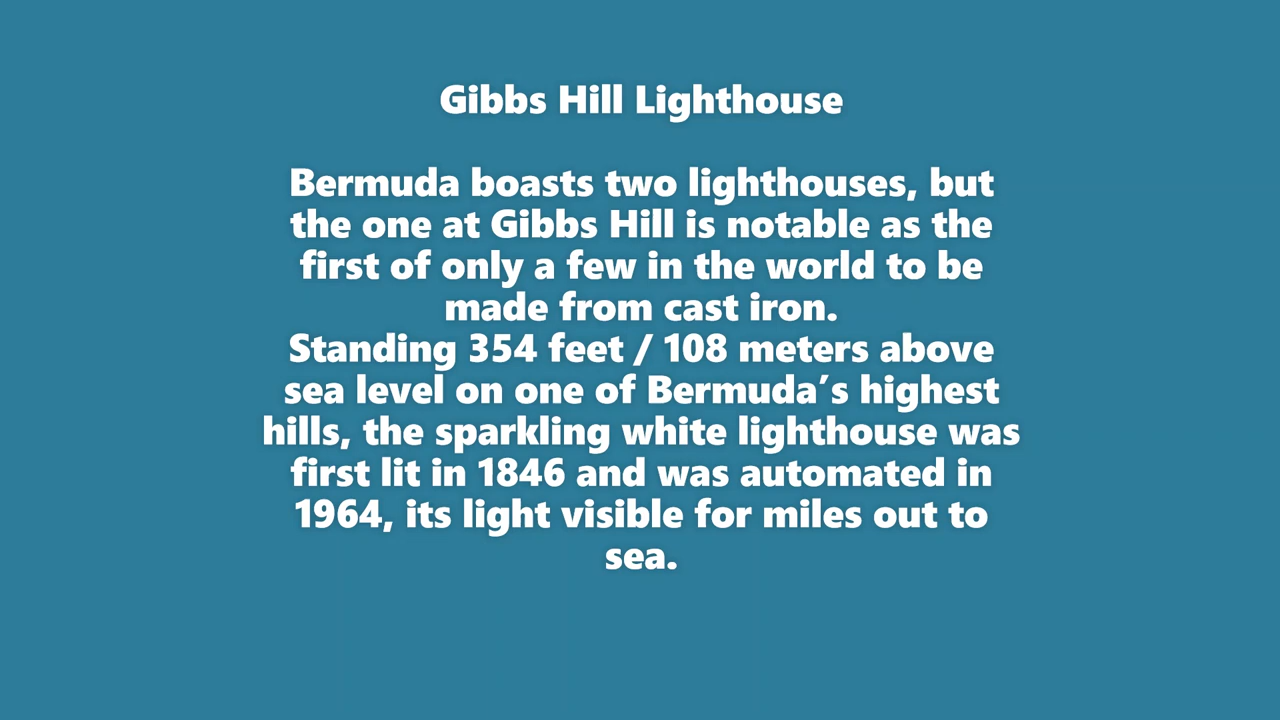 Gibbs Hill Lighthouse
Bermuda boasts two lighthouses, but
the one at Gibbs Hill is notable as the
first of only a few in the world to be
made from cast iron.
Standing 354 feet / 108 meters above
sea level on one of Bermuda’s highest
hills, the sparkling white lighthouse was
first lit in 1846 and was automated in
1964, its light visible for miles out to
sea.